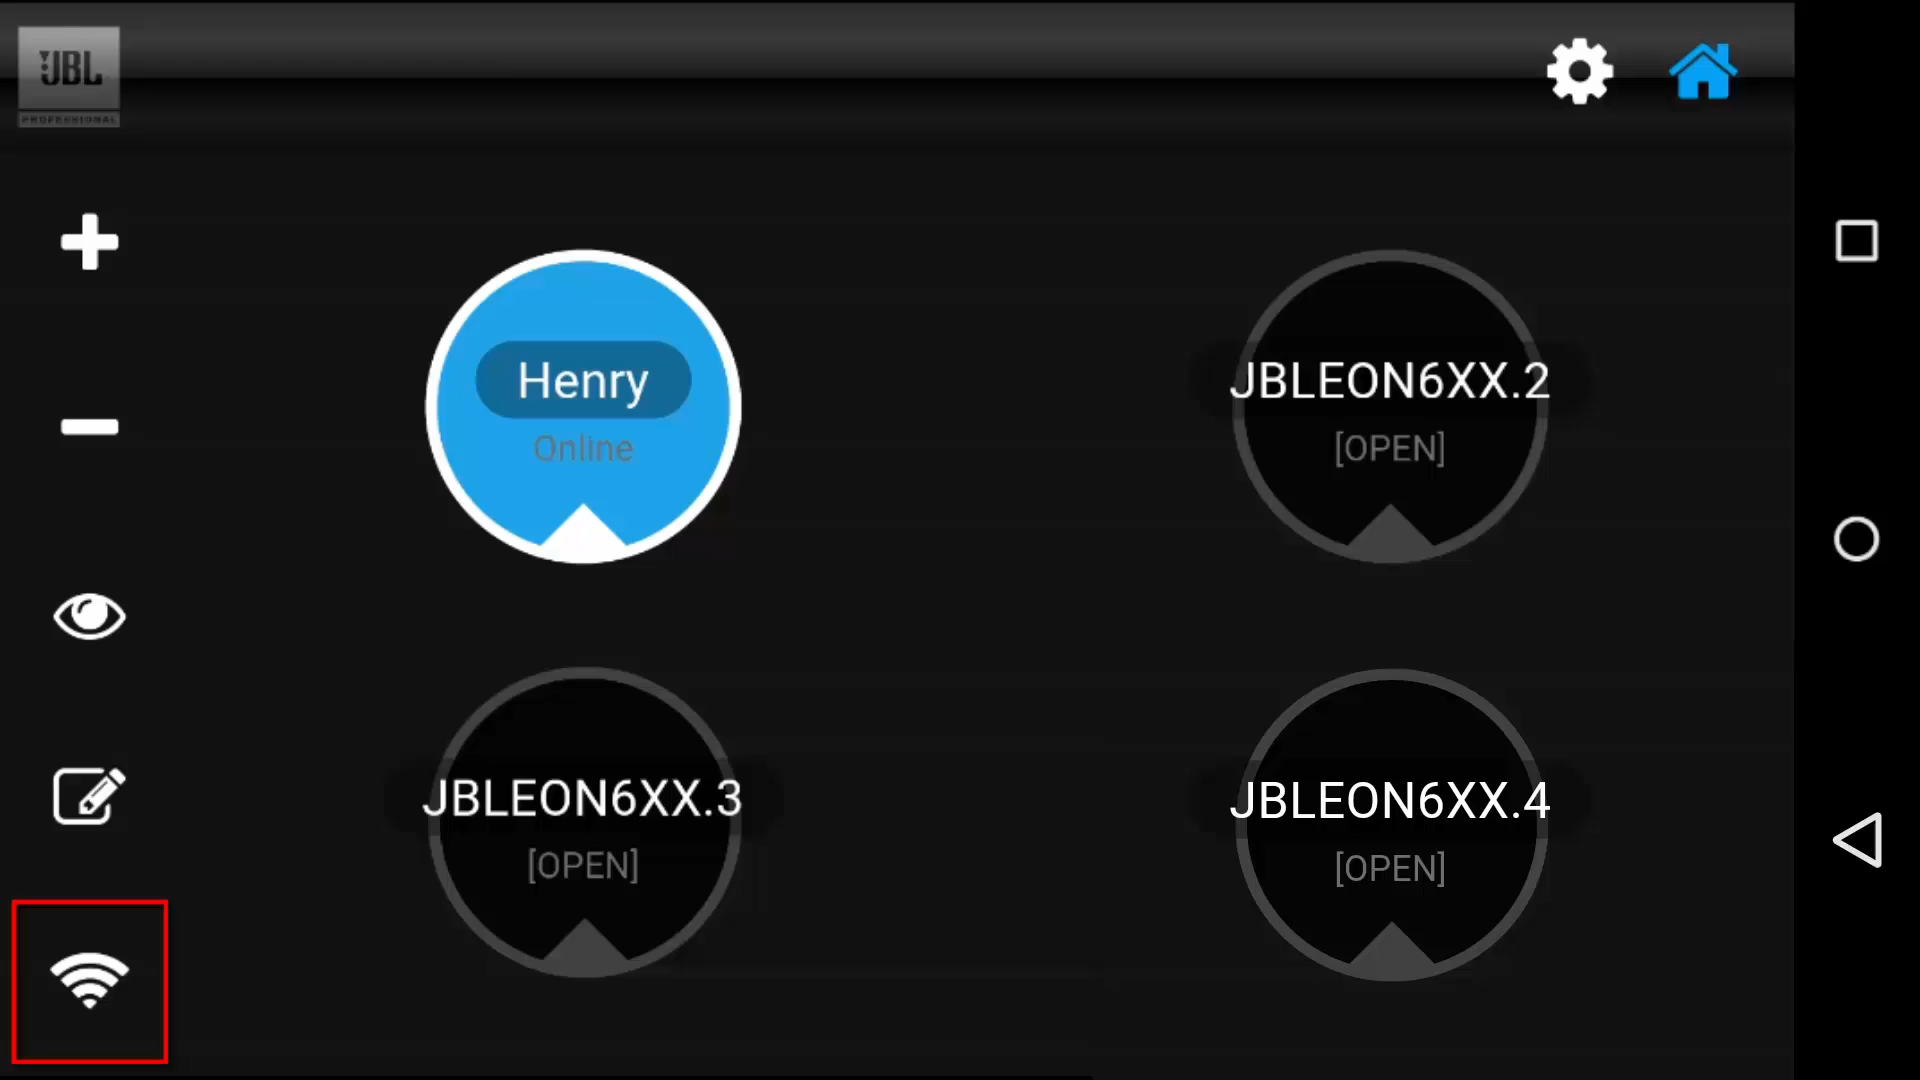 JBL
PROFESSIONAL
Henry
Online
JBLEON6XX.2
[OPEN]
JBLEON6XX.3
[OPEN]
JBLEON6XX.4
[OPEN]